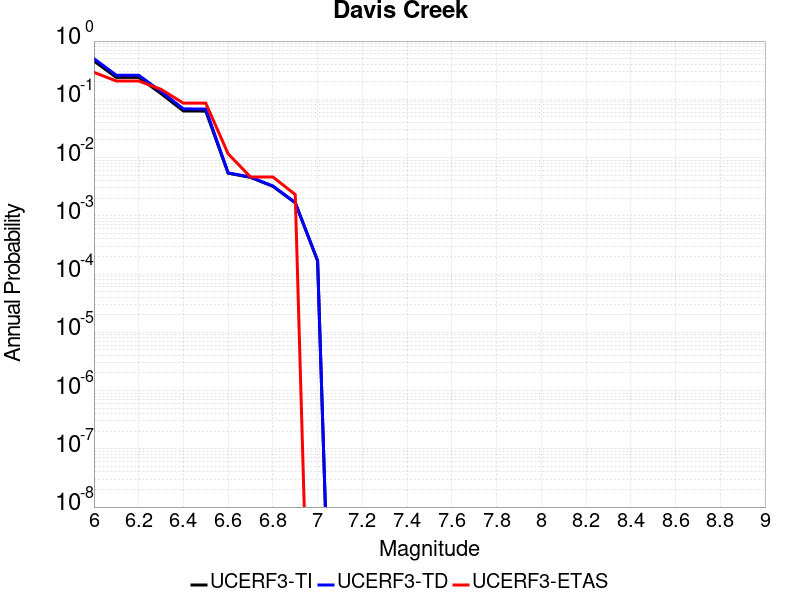 Davis Creek
10^0
10^-1
10^-2
10^-3
10^-4
10^-5
10^-6
10^-7
10^-8
Annual Probability
6 6.2 6.4 6.6 6.8 7 7.2 7.4 7.6 7.8 8 8.2 8.4 8.6 8.8 9
Magnitude
UCERF3-TI UCERF3-TD UCERF3-ETAS